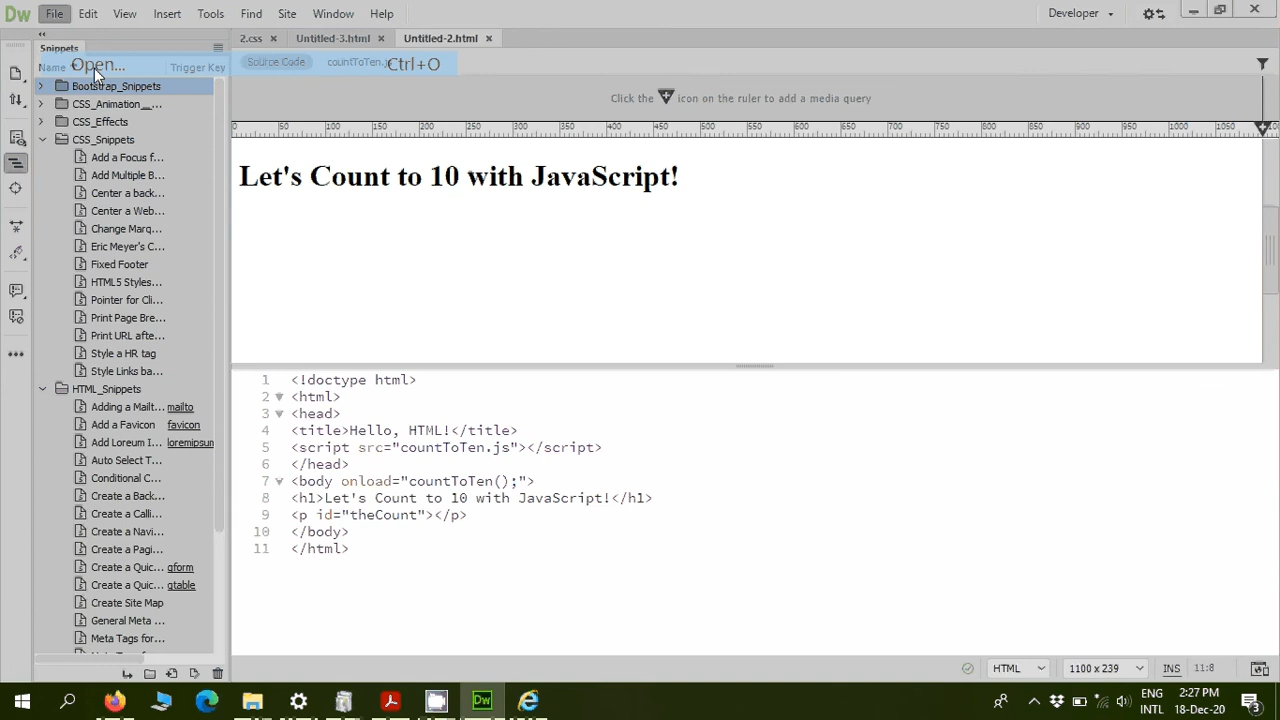 Dw File Edit View Insert Tools Find Site Window Help Developer
Snippets
2.css Untitled-3.html Untitled-2.html
Name Trigger Key
Open... Ctrl+O
Source Code countToTen.j
Click the icon on the ruler to add a media query
0 50 100 150 200 250 300 350 400 450 500 550 600 650 700 750 800 850 900 950 1000 1050
Let's Count to 10 with JavaScript!
Bootstrap_Snippets
CSS_Animation__...
CSS_Effects
CSS_Snippets
Add a Focus f...
Add Multiple B...
Center a back...
Center a Web...
Change Marq...
Eric Meyer's C...
Fixed Footer
HTML5 Styles...
Pointer for Cli...
Print Page Bre...
Print URL afte...
Style a HR tag
Style Links ba...
HTML_Snippets
Adding a Mailt... mailto
Add a Favicon favicon
Add Loreum I... loremipsum
Auto Select T...
Conditional C...
Create a Back...
Create a Calli...
Create a Navi...
Create a Pagi...
Create a Quic... qform
Create a Quic... qtable
Create Site Map
General Meta ...
Meta Tags for...
1 <!doctype html>
2 <html>
3 <head>
4 <title>Hello, HTML!</title>
5 <script src="countToTen.js"></script>
6 </head>
7 <body onload="countToTen();">
8 <h1>Let's Count to 10 with JavaScript!</h1>
9 <p id="theCount"></p>
10 </body>
11 </html>
HTML 1100 x 239 INS 11:8
Dw
ENG
INTL
2:27 PM
18-Dec-20
3